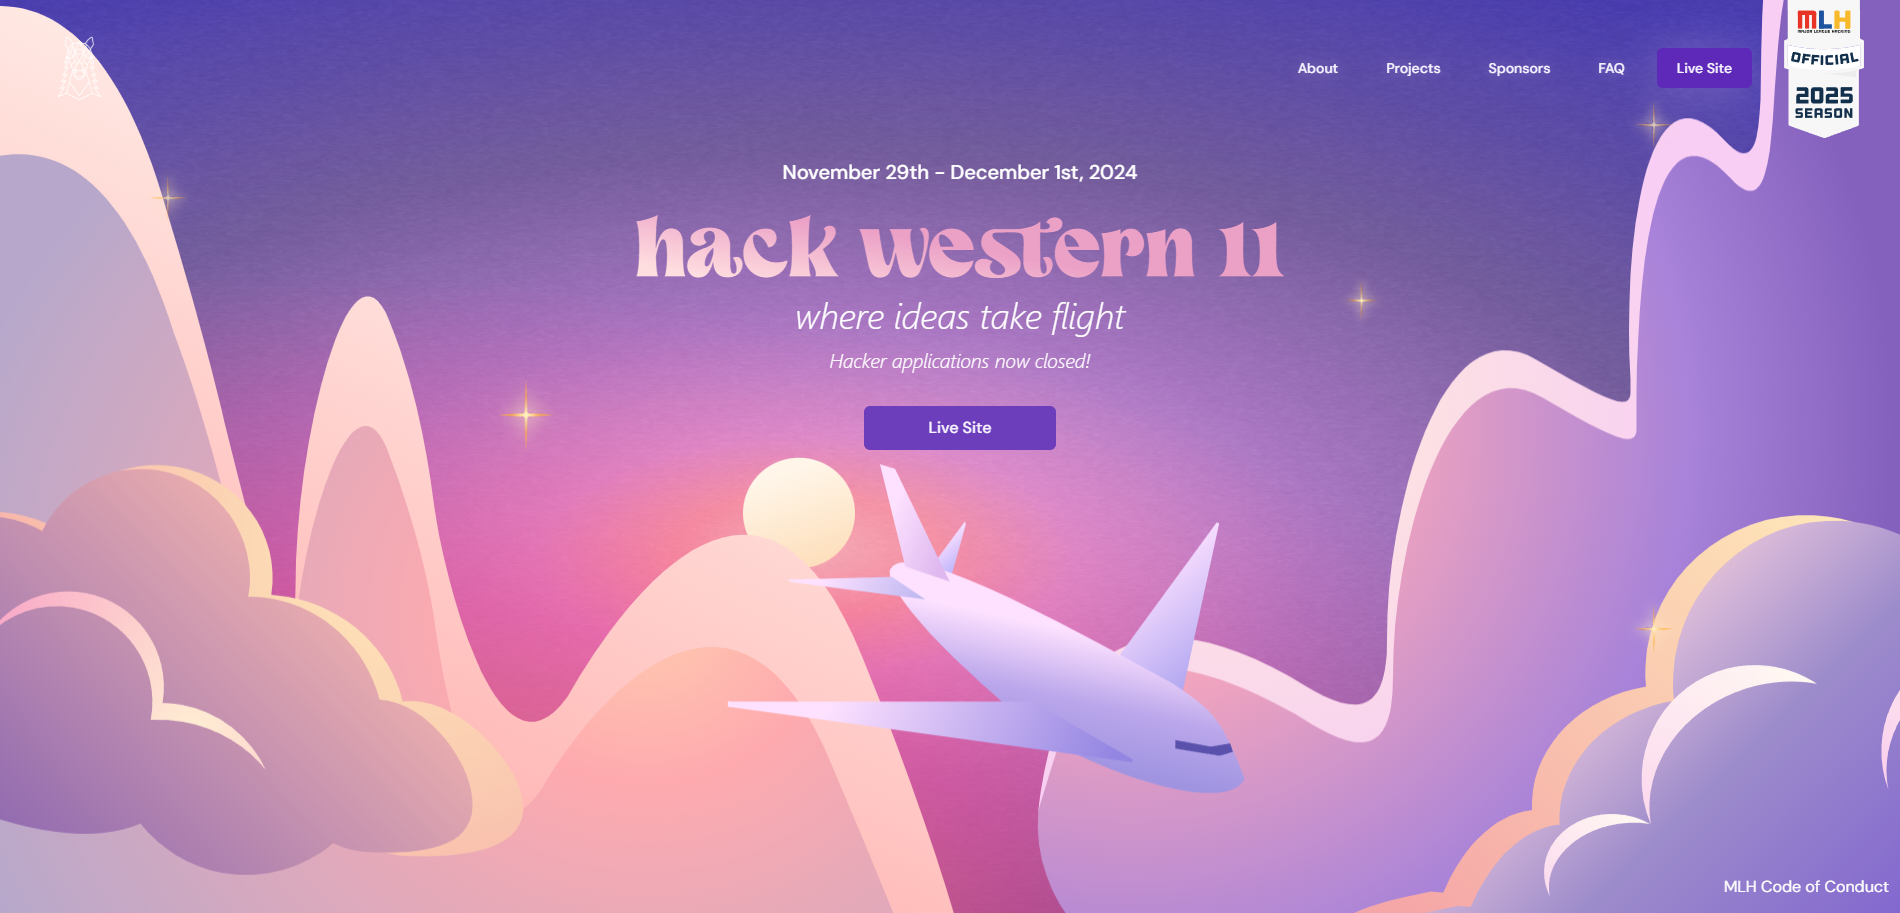 About Projects Sponsors FAQ Live Site
MLH
MAJOR LEAGUE HACKING
OFFICIAL
2025
SEASON
November 29th - December 1st, 2024
hack western 11
where ideas take flight
Hacker applications now closed!
Live Site
MLH Code of Conduct